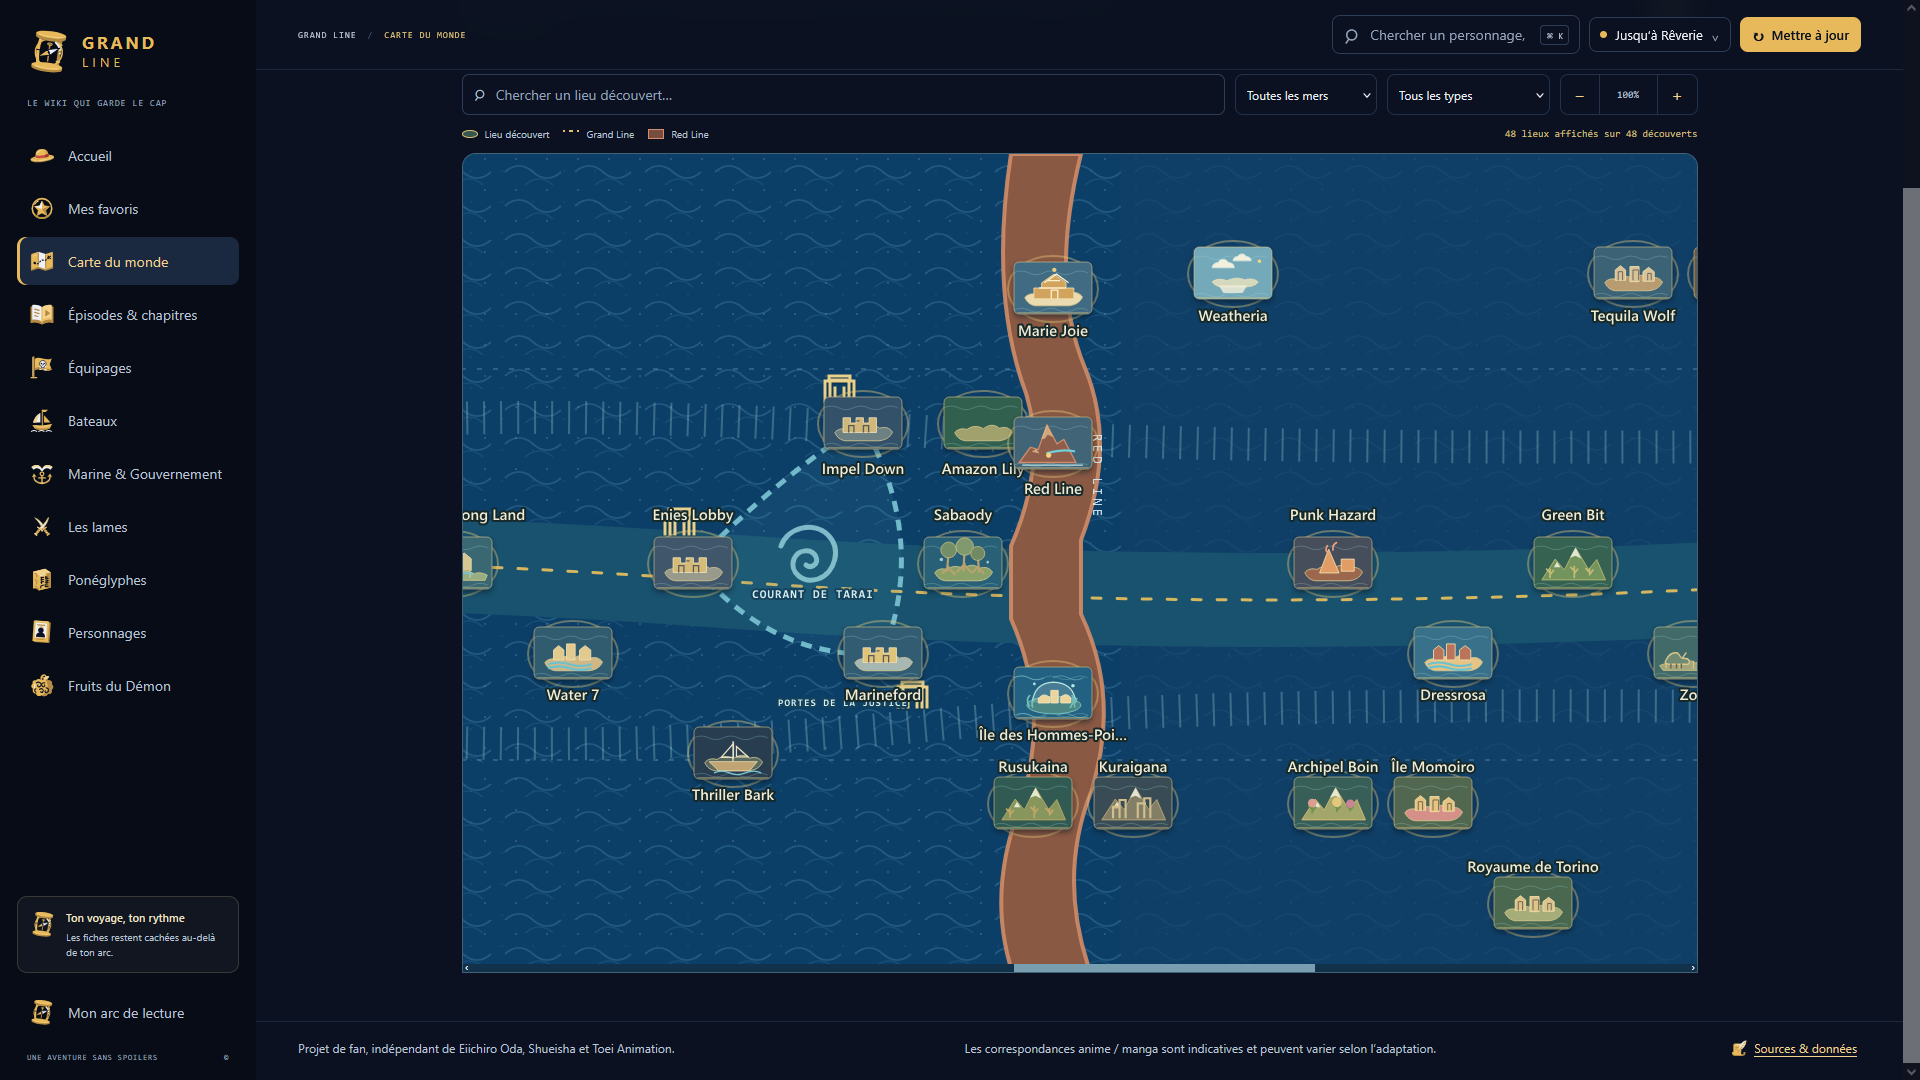 GRAND
LINE
LE WIKI QUI GARDE LE CAP
Accueil
Mes favoris
Carte du monde
Épisodes & chapitres
Équipages
Bateaux
Marine & Gouvernement
Les lames
Ponéglyphes
Personnages
Fruits du Démon
Ton voyage, ton rythme
Les fiches restent cachées au-delà
de ton arc.
Mon arc de lecture
UNE AVENTURE SANS SPOILERS ©
GRAND LINE / CARTE DU MONDE
Chercher un personnage,
⌘ K
Jusqu'à Rêverie
Mettre à jour
Chercher un lieu découvert...
Toutes les mers
Tous les types
− 100% +
Lieu découvert
Grand Line
Red Line
48 lieux affichés sur 48 découverts
Marie Joie
Weatheria
Tequila Wolf
Impel Down
Amazon Lily
Red Line
RED LINE
ong Land
Enies Lobby
Sabaody
Punk Hazard
Green Bit
COURANT DE TARAI
Water 7
Marineford
PORTES DE LA JUSTICE
Dressrosa
Zo
Île des Hommes-Poi...
Thriller Bark
Rusukaina
Kuraigana
Archipel Boin
Île Momoiro
Royaume de Torino
Projet de fan, indépendant de Eiichiro Oda, Shueisha et Toei Animation.
Les correspondances anime / manga sont indicatives et peuvent varier selon l'adaptation.
Sources & données